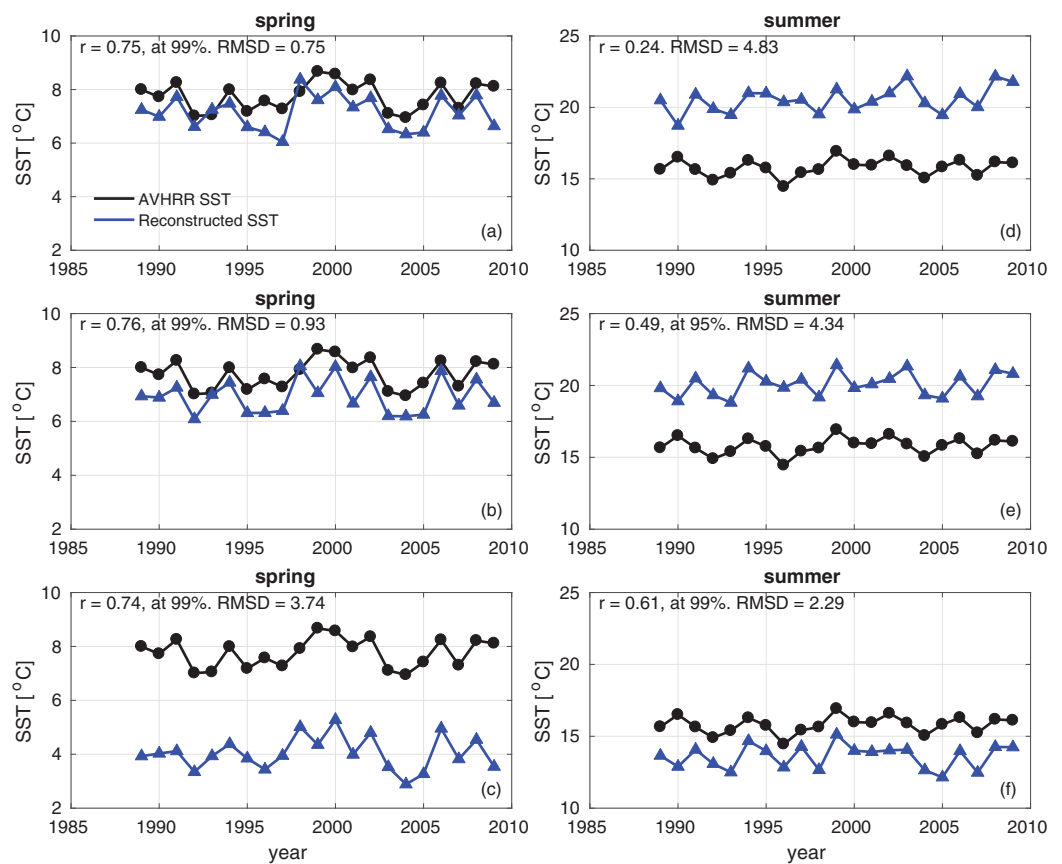 spring
r = 0.75, at 99%. RMSD = 0.75
10
8
6
4
2
SST [ °C]
AVHRR SST
Reconstructed SST
(a)
1985 1990 1995 2000 2005 2010
summer
r = 0.24. RMSD = 4.83
25
20
15
10
SST [ °C]
(d)
1985 1990 1995 2000 2005 2010
spring
r = 0.76, at 99%. RMSD = 0.93
10
8
6
4
2
SST [ °C]
(b)
1985 1990 1995 2000 2005 2010
summer
r = 0.49, at 95%. RMSD = 4.34
25
20
15
10
SST [ °C]
(e)
1985 1990 1995 2000 2005 2010
spring
r = 0.74, at 99%. RMSD = 3.74
10
8
6
4
2
SST [ °C]
(c)
1985 1990 1995 2000 2005 2010
year
summer
r = 0.61, at 99%. RMSD = 2.29
25
20
15
10
SST [ °C]
(f)
1985 1990 1995 2000 2005 2010
year